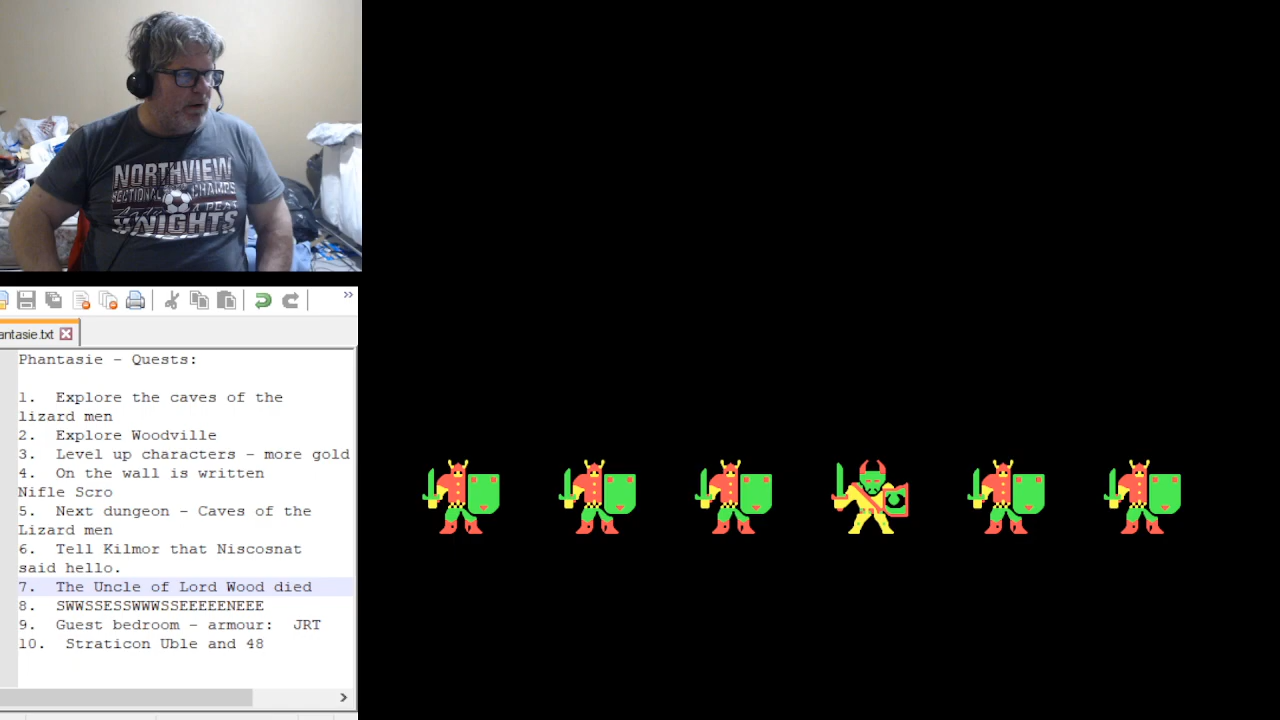 NORTHVIEW
SECTIONAL CHAMPS
A PEAT
KNIGHTS
antasie.txt
Phantasie - Quests:
1. Explore the caves of the
lizard men
2. Explore Woodville
3. Level up characters - more gold
4. On the wall is written
Nifle Scro
5. Next dungeon - Caves of the
Lizard men
6. Tell Kilmor that Niscosnat
said hello.
7. The Uncle of Lord Wood died
8. SWWSSESSWWWSSEEEEENEEE
9. Guest bedroom - armour: JRT
10. Straticon Uble and 48